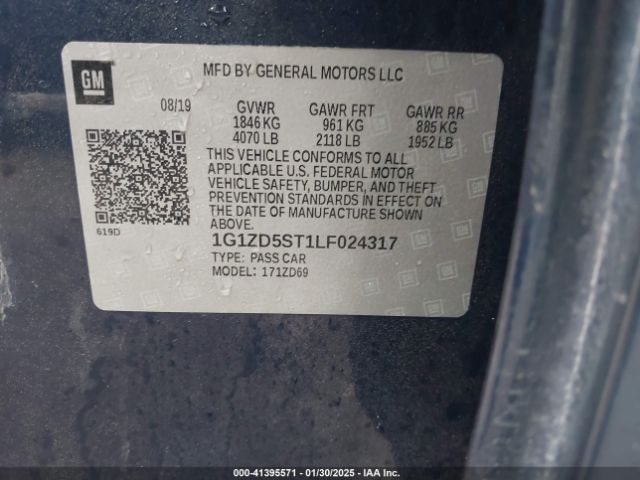 GM
MFD BY GENERAL MOTORS LLC
08/19 GVWR GAWR FRT GAWR RR
1846 KG 961 KG 885 KG
4070 LB 2118 LB 1952 LB
THIS VEHICLE CONFORMS TO ALL
APPLICABLE U.S. FEDERAL MOTOR
VEHICLE SAFETY, BUMPER, AND THEFT
PREVENTION STANDARDS IN EFFECT ON
THE DATE OF MANUFACTURE SHOWN
ABOVE.
619D
1G1ZD5ST1LF024317
TYPE: PASS CAR
MODEL: 171ZD69
000-41395571 | 01/30/2025 | IAA Inc.